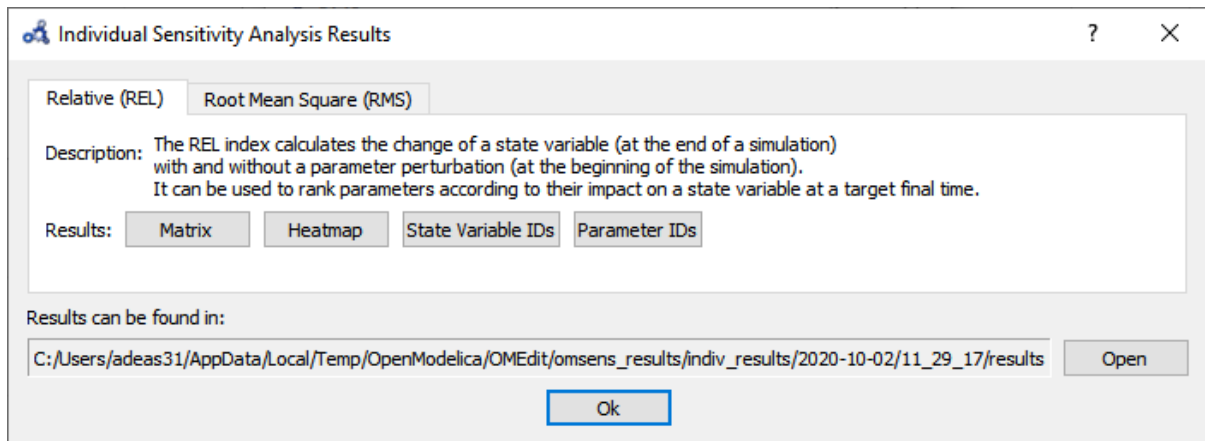 Individual Sensitivity Analysis Results ?
Relative (REL) Root Mean Square (RMS)
Description: The REL index calculates the change of a state variable (at the end of a simulation)
with and without a parameter perturbation (at the beginning of the simulation).
It can be used to rank parameters according to their impact on a state variable at a target final time.
Results: Matrix Heatmap State Variable IDs Parameter IDs
Results can be found in:
C:/Users/adeas31/AppData/Local/Temp/OpenModelica/OMEdit/omsens_results/indiv_results/2020-10-02/11_29_17/results Open
Ok